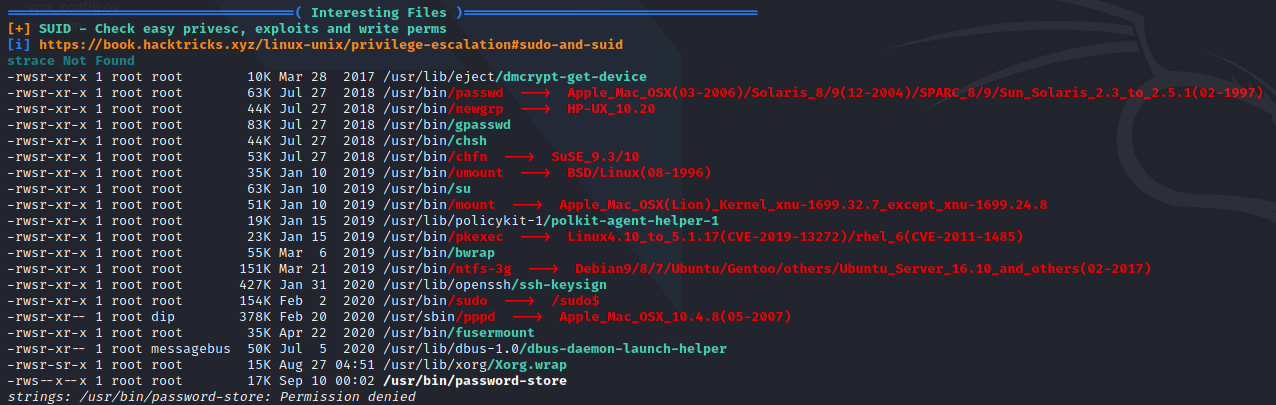 ════════════════════════════════════╣ Interesting Files ╠════════════════════════════════════
[+] SUID - Check easy privesc, exploits and write perms
[i] https://book.hacktricks.xyz/linux-unix/privilege-escalation#sudo-and-suid
strace Not Found
-rwsr-xr-x 1 root root 10K Mar 28 2017 /usr/lib/eject/dmcrypt-get-device
-rwsr-xr-x 1 root root 63K Jul 27 2018 /usr/bin/passwd ---> Apple_Mac_OSX(03-2006)/Solaris_8/9(12-2004)/SPARC_8/9/Sun_Solaris_2.3_to_2.5.1(02-1997)
-rwsr-xr-x 1 root root 44K Jul 27 2018 /usr/bin/newgrp ---> HP-UX_10.20
-rwsr-xr-x 1 root root 83K Jul 27 2018 /usr/bin/gpasswd
-rwsr-xr-x 1 root root 44K Jul 27 2018 /usr/bin/chsh
-rwsr-xr-x 1 root root 53K Jul 27 2018 /usr/bin/chfn ---> SuSE_9.3/10
-rwsr-xr-x 1 root root 35K Jan 10 2019 /usr/bin/umount ---> BSD/Linux(08-1996)
-rwsr-xr-x 1 root root 63K Jan 10 2019 /usr/bin/su
-rwsr-xr-x 1 root root 51K Jan 10 2019 /usr/bin/mount ---> Apple_Mac_OSX(Lion)_Kernel_xnu-1699.32.7_except_xnu-1699.24.8
-rwsr-xr-x 1 root root 19K Jan 15 2019 /usr/lib/policykit-1/polkit-agent-helper-1
-rwsr-xr-x 1 root root 23K Jan 15 2019 /usr/bin/pkexec ---> Linux4.10_to_5.1.17(CVE-2019-13272)/rhel_6(CVE-2011-1485)
-rwsr-xr-x 1 root root 55K Mar 6 2019 /usr/bin/bwrap
-rwsr-xr-x 1 root root 151K Mar 21 2019 /usr/bin/ntfs-3g ---> Debian9/8/7/Ubuntu/Gentoo/others/Ubuntu_Server_16.10_and_others(02-2017)
-rwsr-xr-x 1 root root 427K Jan 31 2020 /usr/lib/openssh/ssh-keysign
-rwsr-xr-x 1 root root 154K Feb 2 2020 /usr/bin/sudo ---> /sudo$
-rwsr-xr-- 1 root dip 378K Feb 20 2020 /usr/sbin/pppd ---> Apple_Mac_OSX_10.4.8(05-2007)
-rwsr-xr-x 1 root root 35K Apr 22 2020 /usr/bin/fusermount
-rwsr-xr-- 1 root messagebus 50K Jul 5 2020 /usr/lib/dbus-1.0/dbus-daemon-launch-helper
-rwsr-sr-x 1 root root 15K Aug 27 04:51 /usr/lib/xorg/Xorg.wrap
-rws--x--x 1 root root 17K Sep 10 00:02 /usr/bin/password-store
strings: /usr/bin/password-store: Permission denied